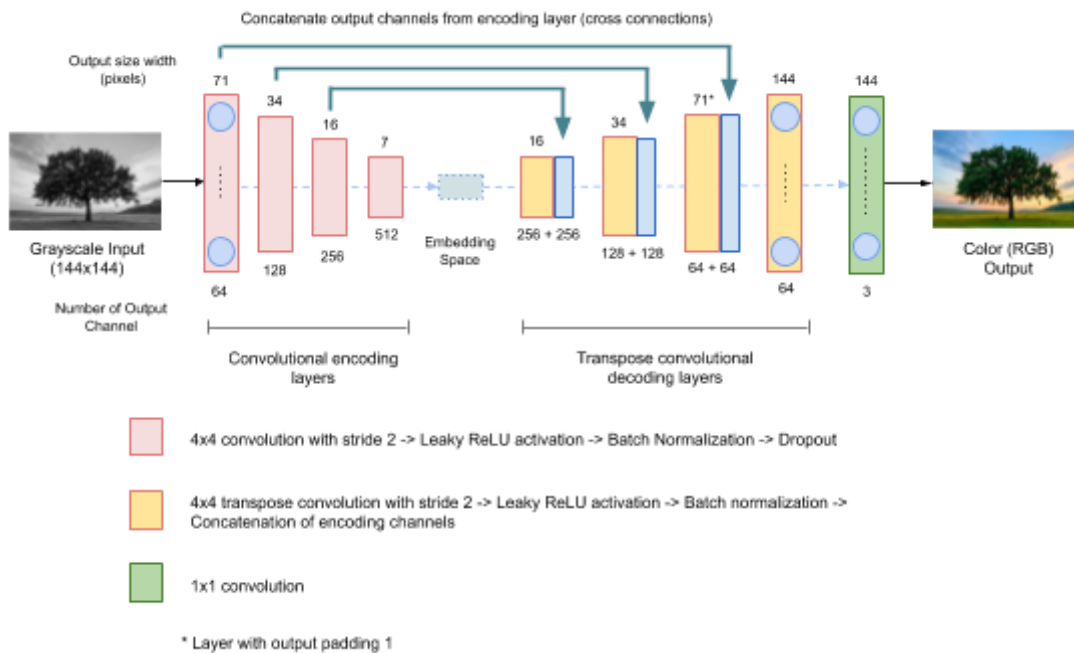 Concatenate output channels from encoding layer (cross connections)
Output size width
(pixels)
71
34
16
7
16
34
71*
144
144
Grayscale Input
(144x144)
Embedding
Space
Color (RGB)
Output
Number of Output
Channel
64
128
256
512
256 + 256
128 + 128
64 + 64
64
3
Convolutional encoding
layers
Transpose convolutional
decoding layers
4x4 convolution with stride 2 -> Leaky ReLU activation -> Batch Normalization -> Dropout
4x4 transpose convolution with stride 2 -> Leaky ReLU activation -> Batch normalization ->
Concatenation of encoding channels
1x1 convolution
* Layer with output padding 1